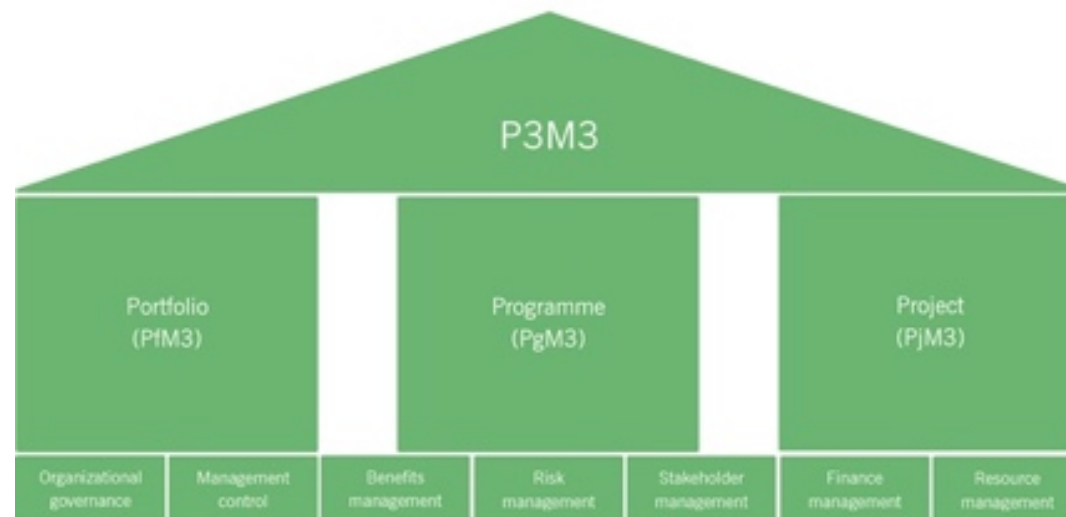 P3M3
Portfolio
(PfM3)
Programme
(PgM3)
Project
(PjM3)
Organizational
governance
Management
control
Benefits
management
Risk
management
Stakeholder
management
Finance
management
Resource
management